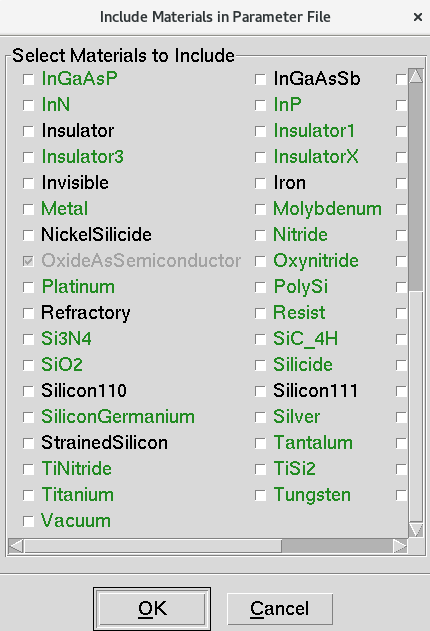 Include Materials in Parameter File
Select Materials to Include
InGaAsP InGaAsSb
InN InP
Insulator Insulator1
Insulator3 InsulatorX
Invisible Iron
Metal Molybdenum
NickelSilicide Nitride
OxideAsSemiconductor Oxynitride
Platinum PolySi
Refractory Resist
Si3N4 SiC_4H
SiO2 Silicide
Silicon110 Silicon111
SiliconGermanium Silver
StrainedSilicon Tantalum
TiNitride TiSi2
Titanium Tungsten
Vacuum
OK Cancel